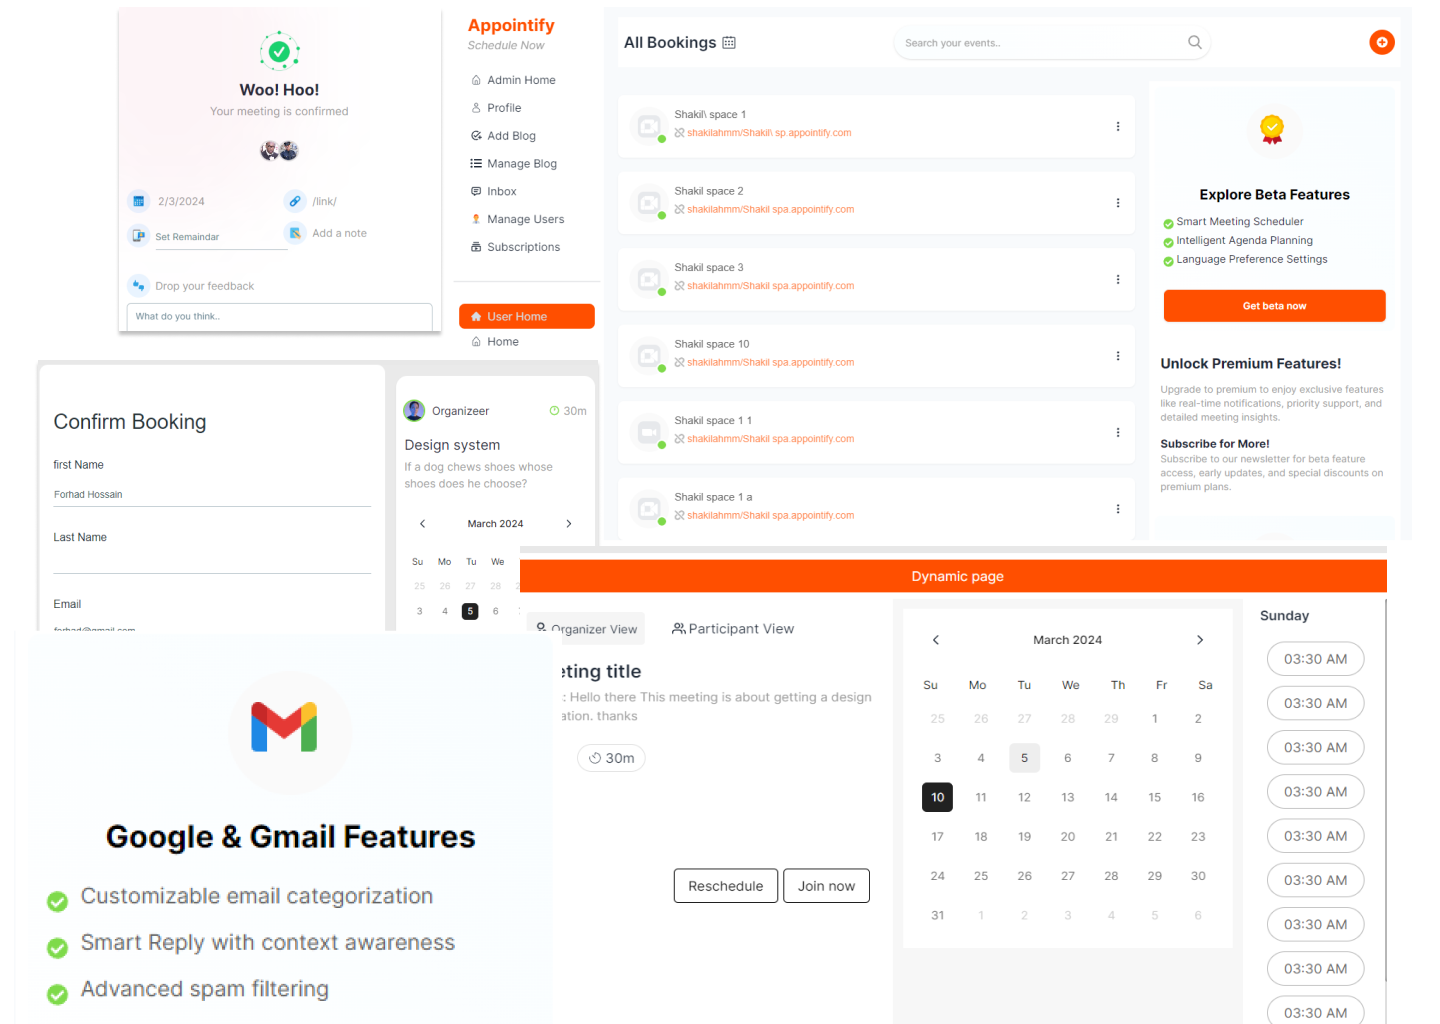 Woo! Hoo!
Your meeting is confirmed
2/3/2024
/link/
Set Remaindar
Add a note
Drop your feedback
What do you think..
Appointify
Schedule Now
Admin Home
Profile
Add Blog
Manage Blog
Inbox
Manage Users
Subscriptions
User Home
Home
All Bookings
Search your events..
Shakil\ space 1
shakilahmm/Shakil\ sp.appointify.com
Shakil space 2
shakilahmm/Shakil spa.appointify.com
Shakil space 3
shakilahmm/Shakil spa.appointify.com
Shakil space 10
shakilahmm/Shakil spa.appointify.com
Shakil space 1 1
shakilahmm/Shakil spa.appointify.com
Shakil space 1 a
shakilahmm/Shakil spa.appointify.com
Explore Beta Features
Smart Meeting Scheduler
Intelligent Agenda Planning
Language Preference Settings
Get beta now
Unlock Premium Features!
Upgrade to premium to enjoy exclusive features
like real-time notifications, priority support, and
detailed meeting insights.
Subscribe for More!
Subscribe to our newsletter for beta feature
access, early updates, and special discounts on
premium plans.
Confirm Booking
first Name
Forhad Hossain
Last Name
Email
forhad@gmail.com
Organizeer
30m
Design system
If a dog chews shoes whose
shoes does he choose?
March 2024
Su Mo Tu We
25 26 27 28
3 4 5 6
Dynamic page
Organizer View
Participant View
eting title
: Hello there This meeting is about getting a design
ation. thanks
30m
Reschedule
Join now
March 2024
Su Mo Tu We Th Fr Sa
25 26 27 28 29 1 2
3 4 5 6 7 8 9
10 11 12 13 14 15 16
17 18 19 20 21 22 23
24 25 26 27 28 29 30
31 1 2 3 4 5 6
Sunday
03:30 AM
03:30 AM
03:30 AM
03:30 AM
03:30 AM
03:30 AM
03:30 AM
03:30 AM
03:30 AM
Google & Gmail Features
Customizable email categorization
Smart Reply with context awareness
Advanced spam filtering